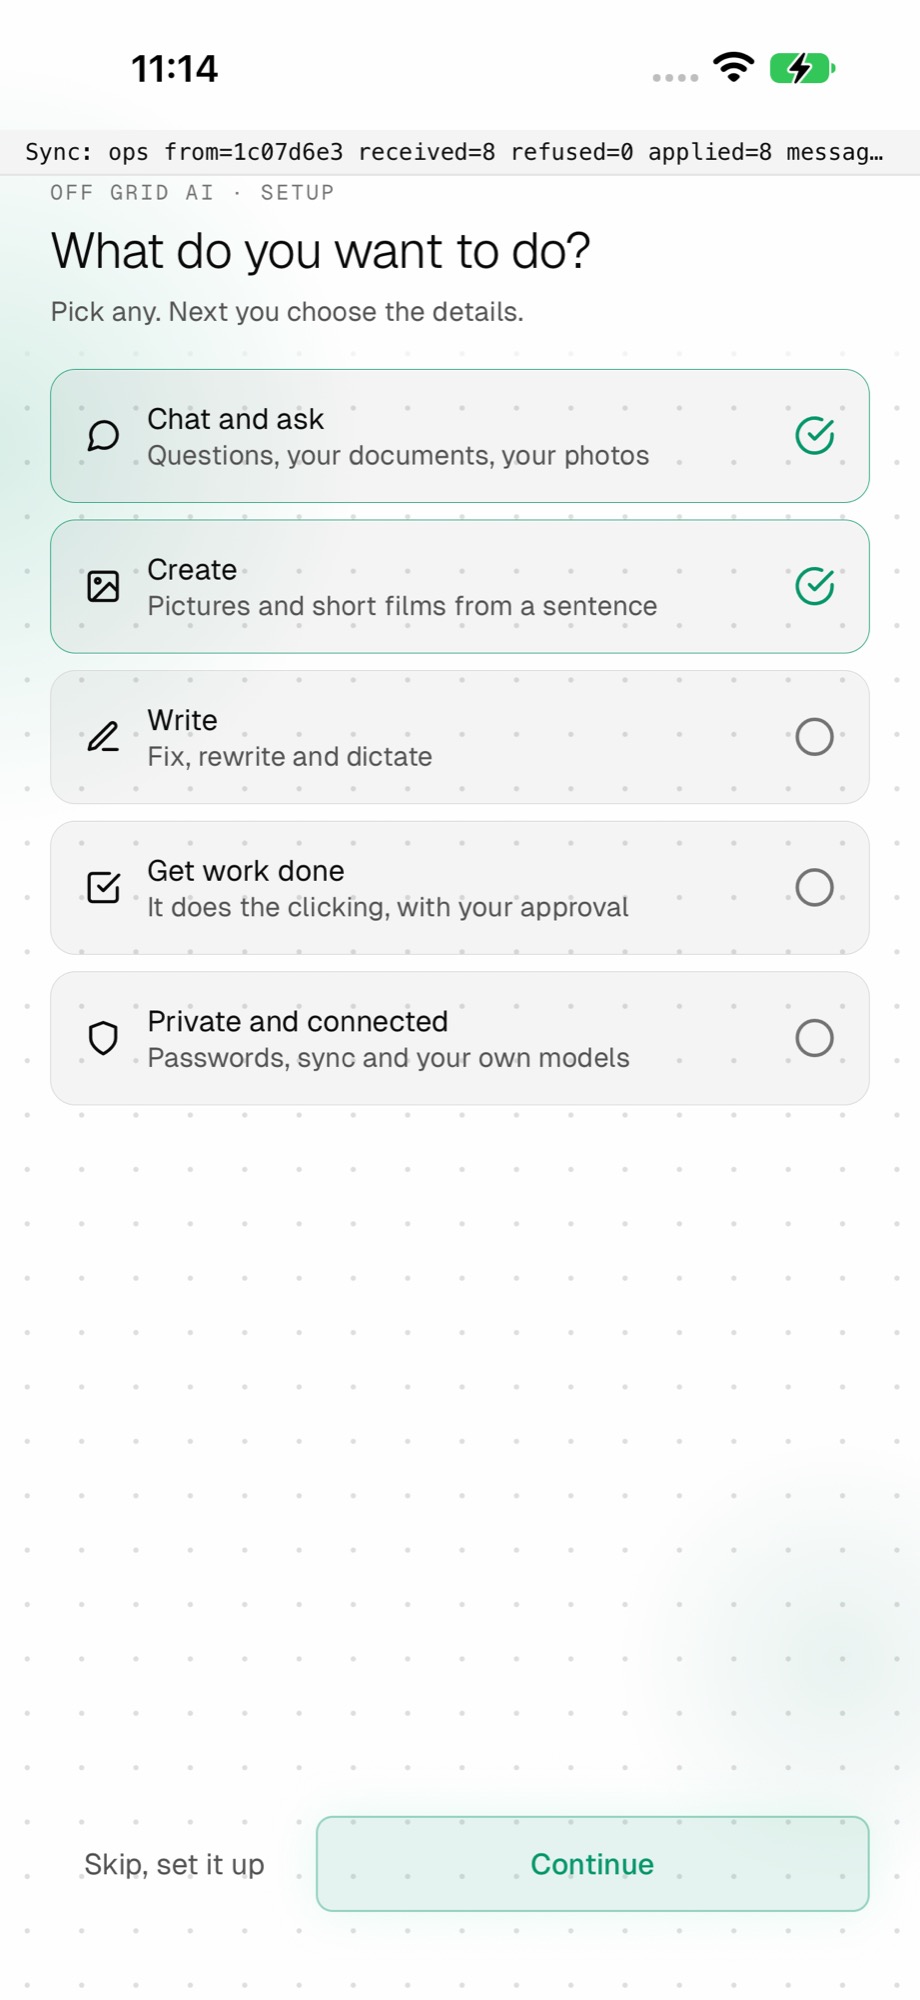 11:14
Sync: ops from=1c07d6e3 received=8 refused=0 applied=8 messag…
OFF GRID AI · SETUP
What do you want to do?
Pick any. Next you choose the details.
Chat and ask
Questions, your documents, your photos
Create
Pictures and short films from a sentence
Write
Fix, rewrite and dictate
Get work done
It does the clicking, with your approval
Private and connected
Passwords, sync and your own models
Skip, set it up
Continue